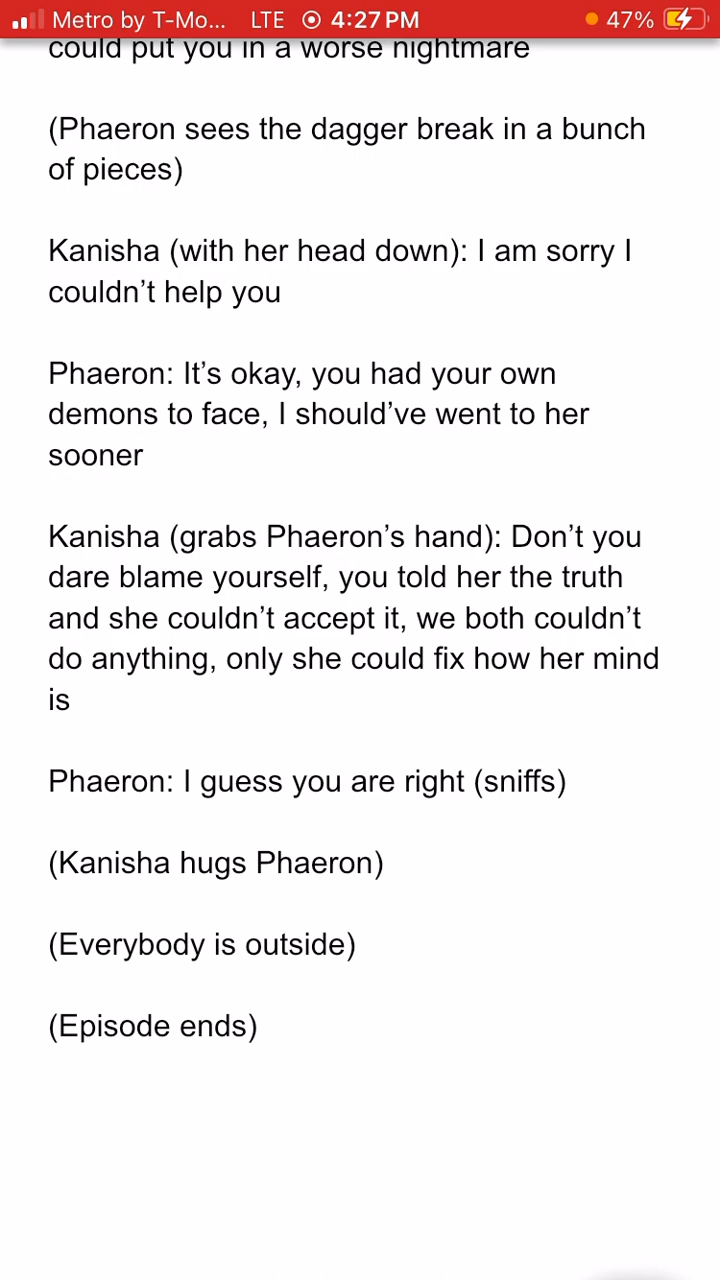 Metro by T-Mo... LTE 4:27 PM 47%
could put you in a worse nightmare
(Phaeron sees the dagger break in a bunch
of pieces)
Kanisha (with her head down): I am sorry I
couldn’t help you
Phaeron: It’s okay, you had your own
demons to face, I should’ve went to her
sooner
Kanisha (grabs Phaeron’s hand): Don’t you
dare blame yourself, you told her the truth
and she couldn’t accept it, we both couldn’t
do anything, only she could fix how her mind
is
Phaeron: I guess you are right (sniffs)
(Kanisha hugs Phaeron)
(Everybody is outside)
(Episode ends)